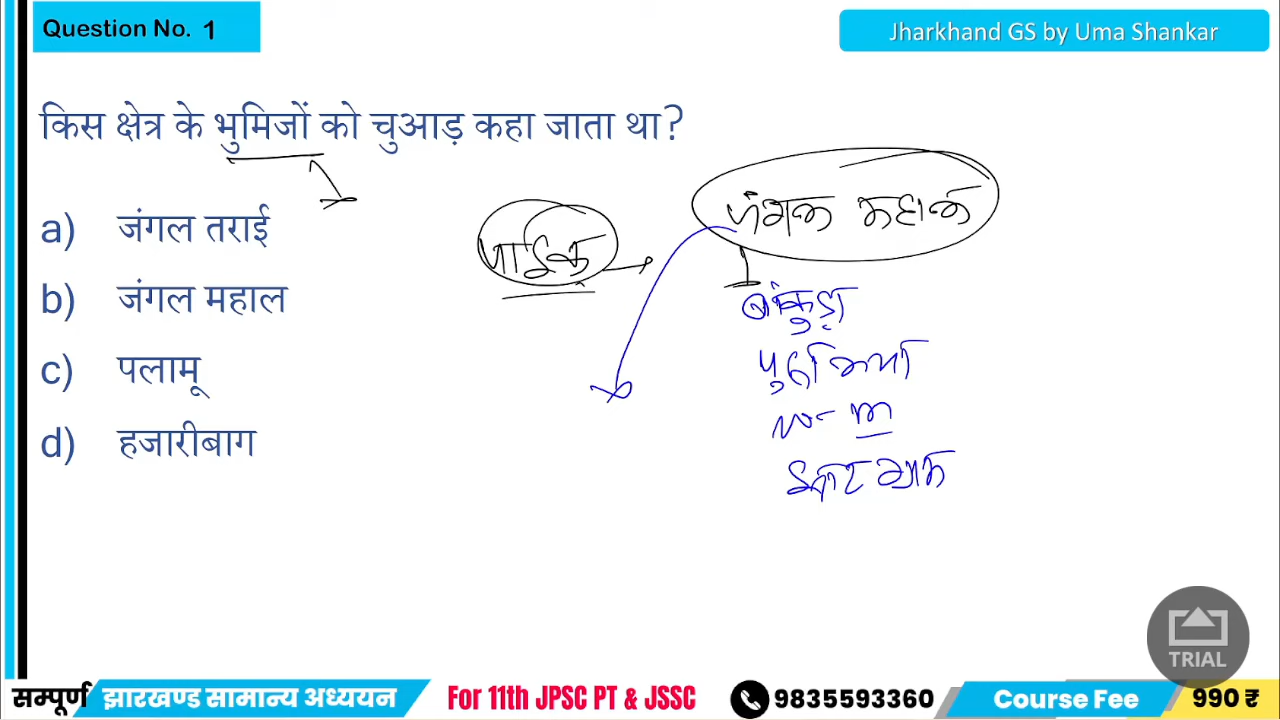 Question No. 1
Jharkhand GS by Uma Shankar
किस क्षेत्र के भुमिजों को चुआड़ कहा जाता था?
a) जंगल तराई
b) जंगल महाल
c) पलामू
d) हजारीबाग
पाइक
जंगल महाल
बांकुड़ा
पुरुलिया
w- m
TRIAL
सम्पूर्ण झारखण्ड सामान्य अध्ययन
For 11th JPSC PT & JSSC
9835593360
Course Fee
990 ₹